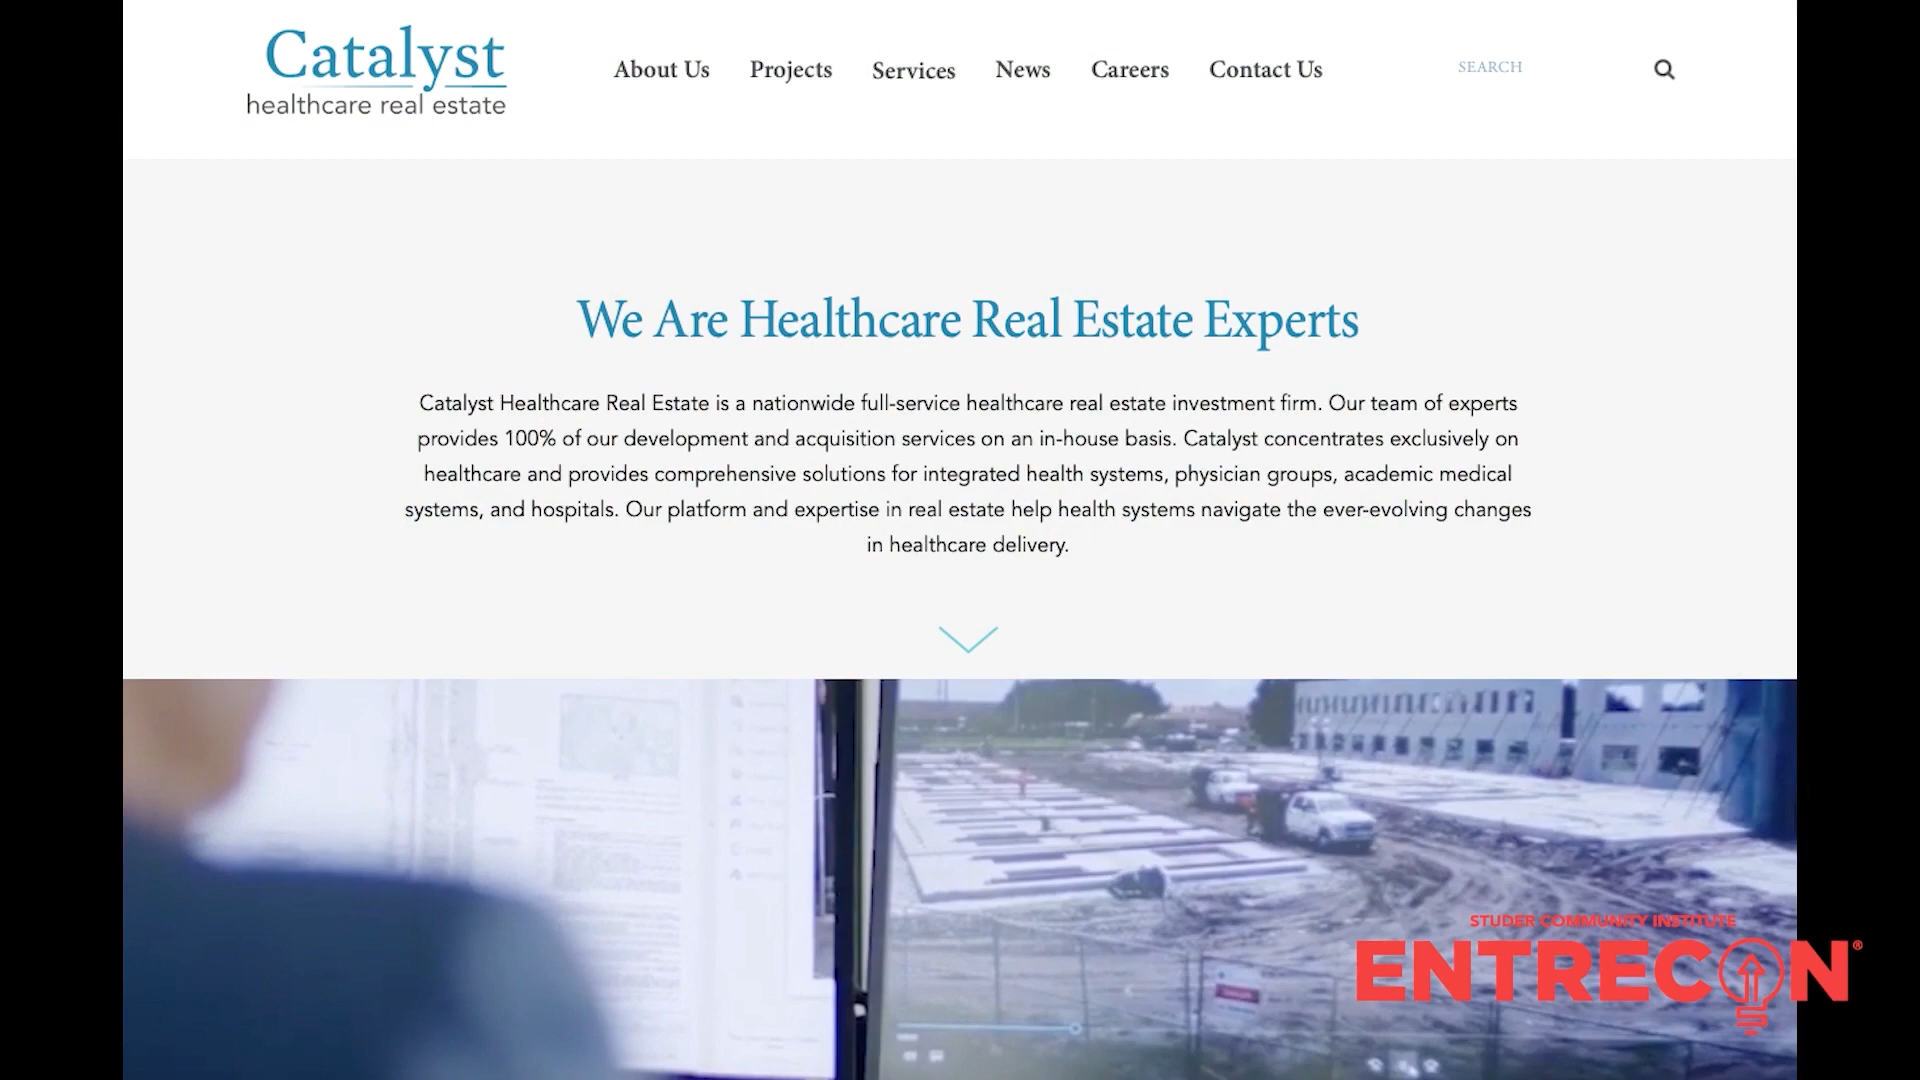 Catalyst
healthcare real estate
About Us
Projects
Services
News
Careers
Contact Us
SEARCH
We Are Healthcare Real Estate Experts
Catalyst Healthcare Real Estate is a nationwide full-service healthcare real estate investment firm. Our team of experts
provides 100% of our development and acquisition services on an in-house basis. Catalyst concentrates exclusively on
healthcare and provides comprehensive solutions for integrated health systems, physician groups, academic medical
systems, and hospitals. Our platform and expertise in real estate help health systems navigate the ever-evolving changes
in healthcare delivery.
STUDER COMMUNITY INSTITUTE
ENTRECON®